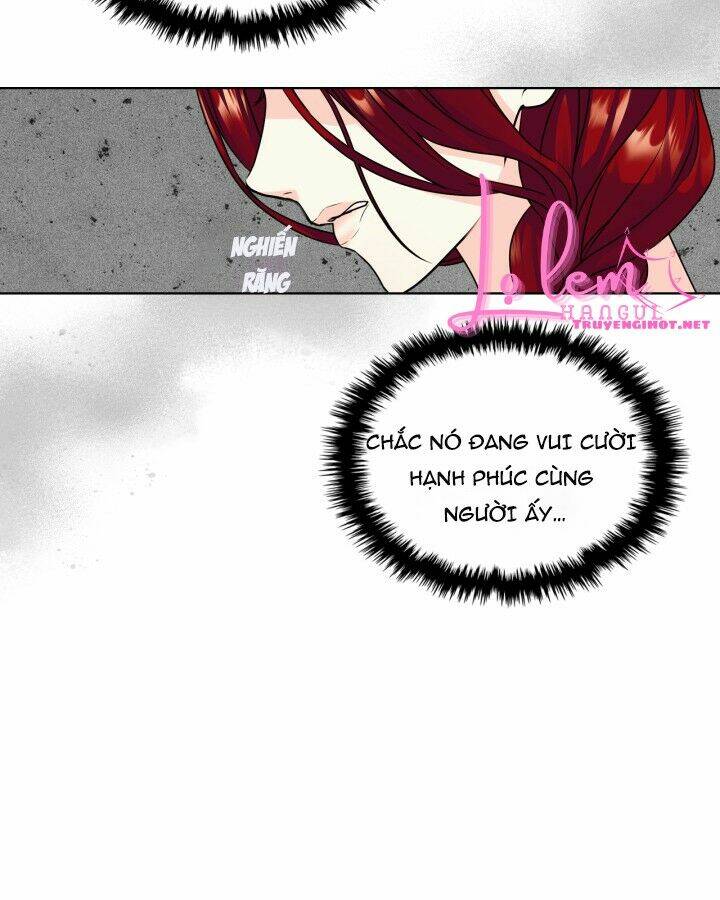 NGHIẾN
RĂNG
Lọ lem
HANGUL
TRUYENGIHOT.NET
CHẮC NÓ ĐANG VUI CƯỜI
HẠNH PHÚC CÙNG
NGƯỜI ẤY...